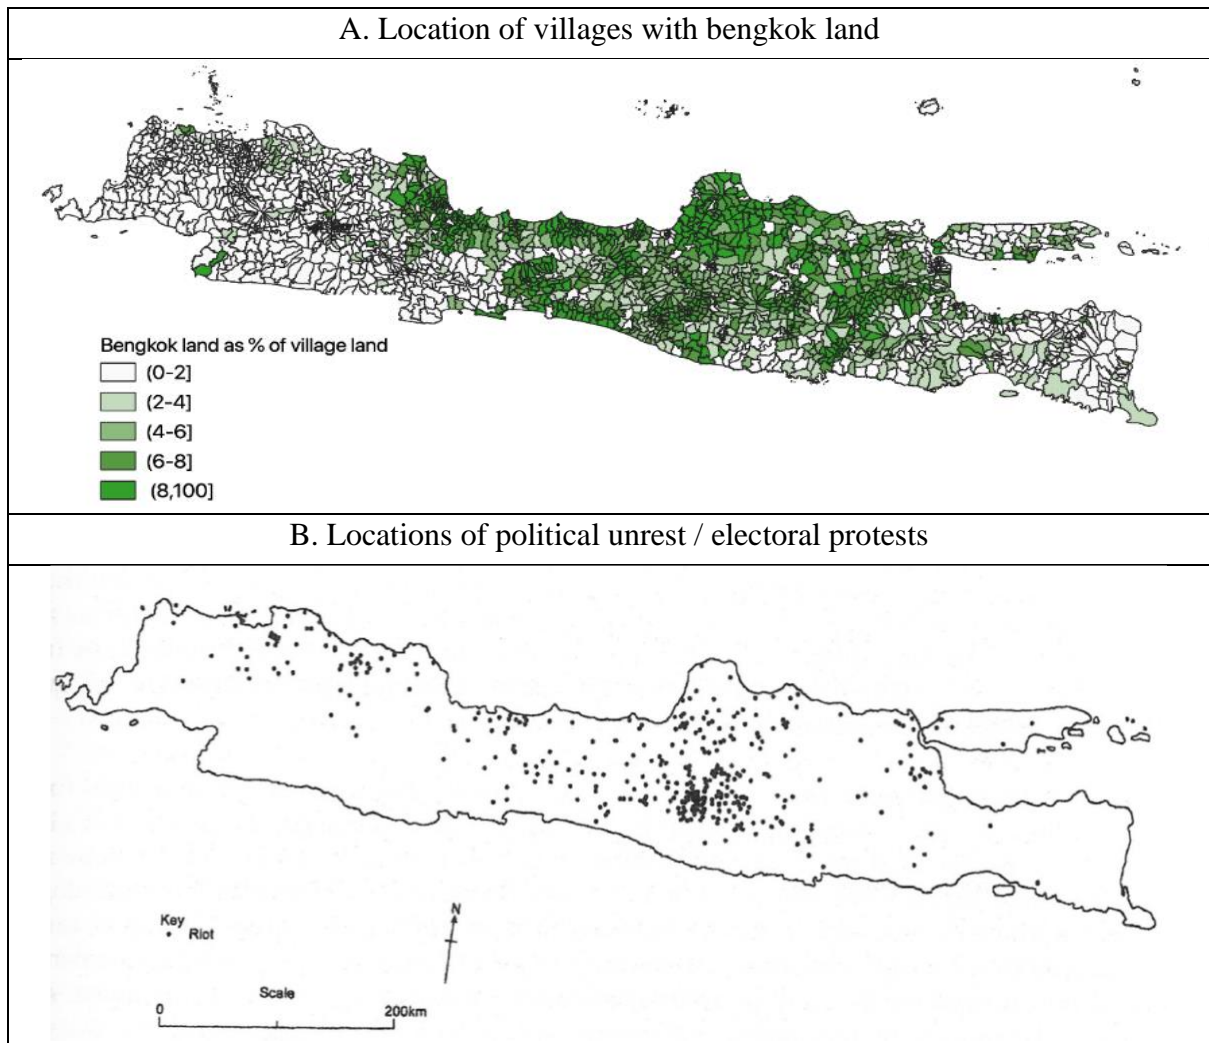 A. Location of villages with bengkok land
Bengkok land as % of village land
(0-2]
(2-4]
(4-6]
(6-8]
(8,100]
B. Locations of political unrest / electoral protests
Key
Riot
N
Scale
0 200km